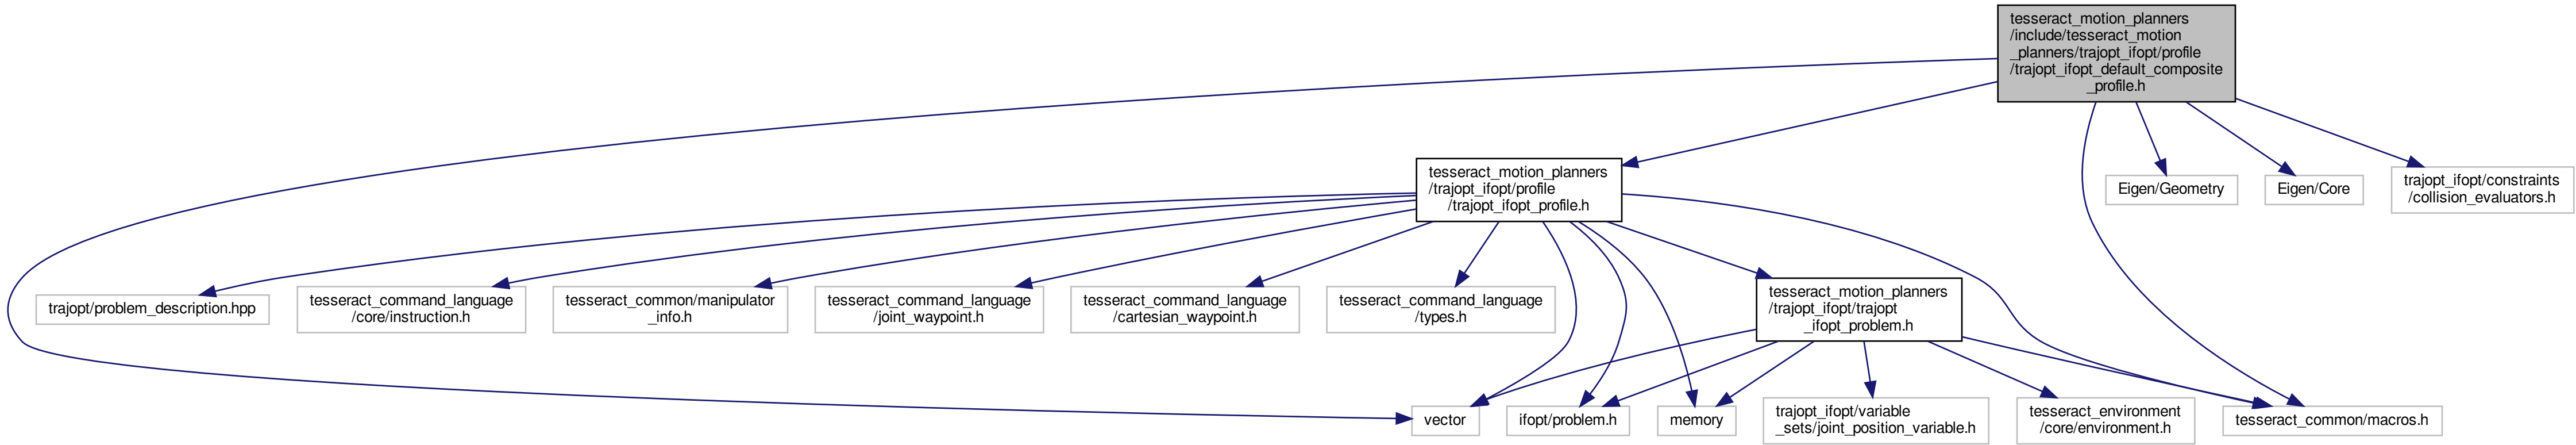 tesseract_motion_planners
/include/tesseract_motion
_planners/trajopt_ifopt/profile
/trajopt_ifopt_default_composite
_profile.h
tesseract_motion_planners
/trajopt_ifopt/profile
/trajopt_ifopt_profile.h
Eigen/Geometry
Eigen/Core
trajopt_ifopt/constraints
/collision_evaluators.h
trajopt/problem_description.hpp
tesseract_command_language
/core/instruction.h
tesseract_common/manipulator
_info.h
tesseract_command_language
/joint_waypoint.h
tesseract_command_language
/cartesian_waypoint.h
tesseract_command_language
/types.h
tesseract_motion_planners
/trajopt_ifopt/trajopt
_ifopt_problem.h
vector
ifopt/problem.h
memory
trajopt_ifopt/variable
_sets/joint_position_variable.h
tesseract_environment
/core/environment.h
tesseract_common/macros.h